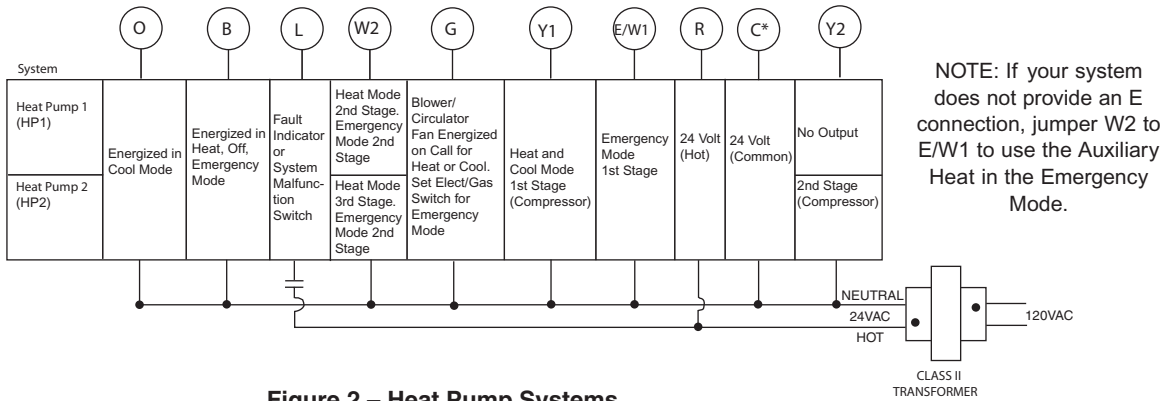 O B L W2 G Y1 E/W1 R C* Y2
System
Heat Pump 1
(HP1)
Heat Pump 2
(HP2)
Energized in
Cool Mode
Energized in
Heat, Off,
Emergency
Mode
Fault
Indicator
or
System
Malfunc-
tion
Switch
Heat Mode
2nd Stage.
Emergency
Mode 2nd
Stage
Heat Mode
3rd Stage.
Emergency
Mode 2nd
Stage
Blower/
Circulator
Fan Energized
on Call for
Heat or Cool.
Set Elect/Gas
Switch for
Emergency
Mode
Heat and
Cool Mode
1st Stage
(Compressor)
Emergency
Mode
1st Stage
24 Volt
(Hot)
24 Volt
(Common)
No Output
2nd Stage
(Compressor)
NOTE: If your system
does not provide an E
connection, jumper W2 to
E/W1 to use the Auxiliary
Heat in the Emergency
Mode.
NEUTRAL
24VAC
HOT
120VAC
CLASS II
TRANSFORMER
Figure 2 – Heat Pump Systems